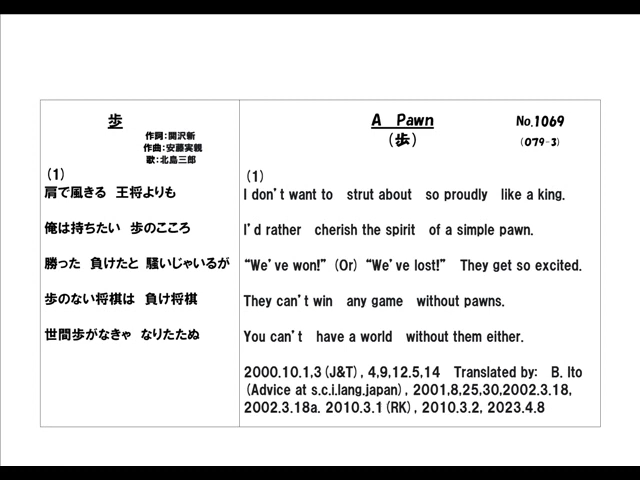 歩
作詞:関沢新
作曲:安藤実親
歌:北島三郎
(1)
肩で風きる 王将よりも
俺は持ちたい 歩のこころ
勝った 負けたと 騒いじゃいるが
歩のない将棋は 負け将棋
世間歩がなきゃ なりたたぬ
A Pawn
(歩)
No.1069
(079-3)
(1)
I don't want to strut about so proudly like a king.
I'd rather cherish the spirit of a simple pawn.
“We've won!” (Or) “We've lost!” They get so excited.
They can't win any game without pawns.
You can't have a world without them either.
2000.10.1,3(J&T), 4,9,12.5,14 Translated by: B. Ito
(Advice at s.c.i.lang.japan), 2001,8,25,30,2002.3.18,
2002.3.18a. 2010.3.1(RK), 2010.3.2, 2023.4.8